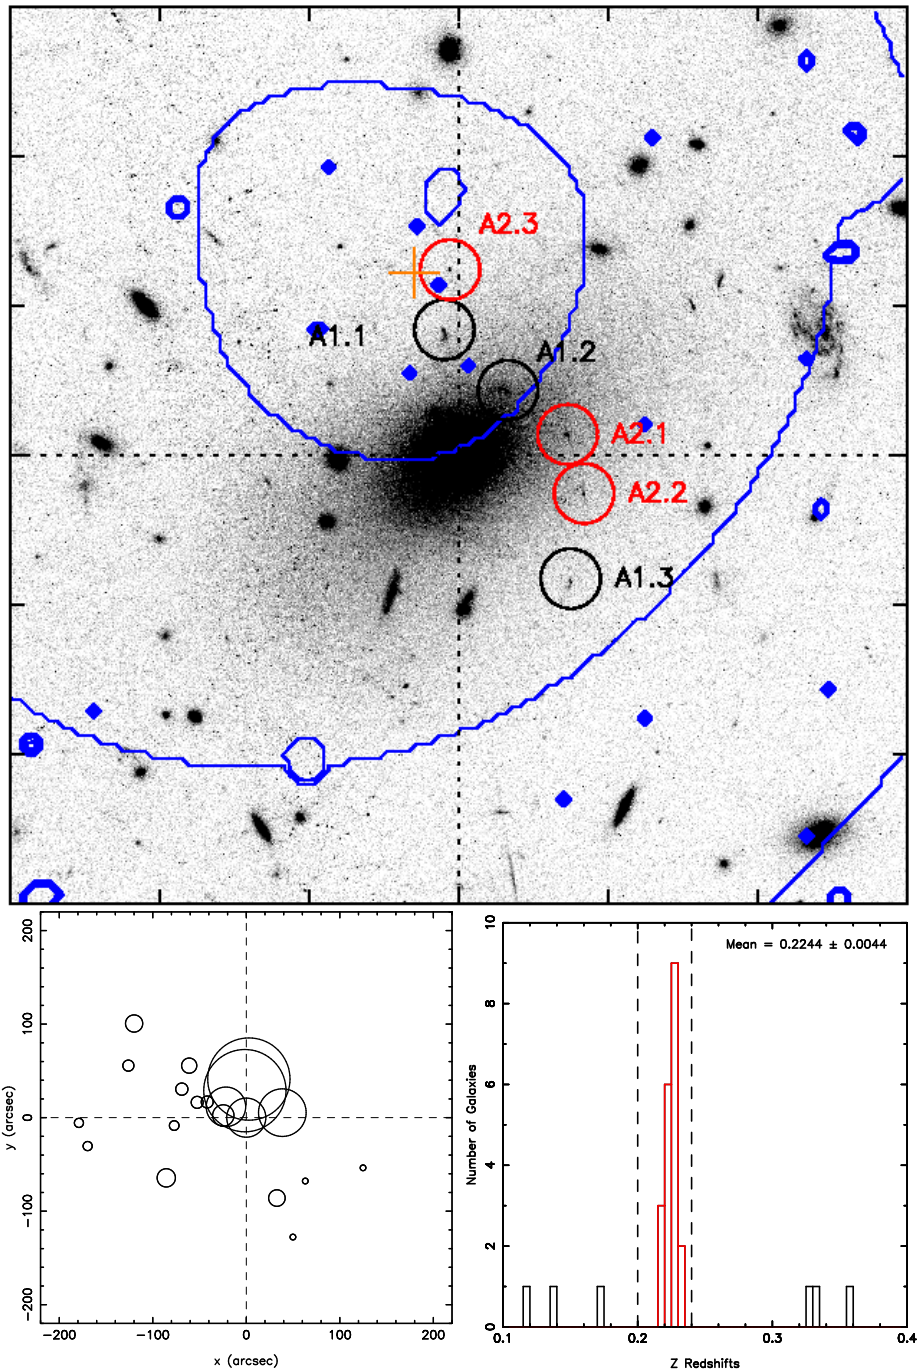 A2.3
A1.1
A1.2
A2.1
A2.2
A1.3
200
100
0
-100
-200
y (arcsec)
-200
-100
0
100
200
x (arcsec)
10
8
6
4
2
0
Number of Galaxies
Mean = 0.2244 ± 0.0044
0.1
0.2
0.3
0.4
Z Redshifts